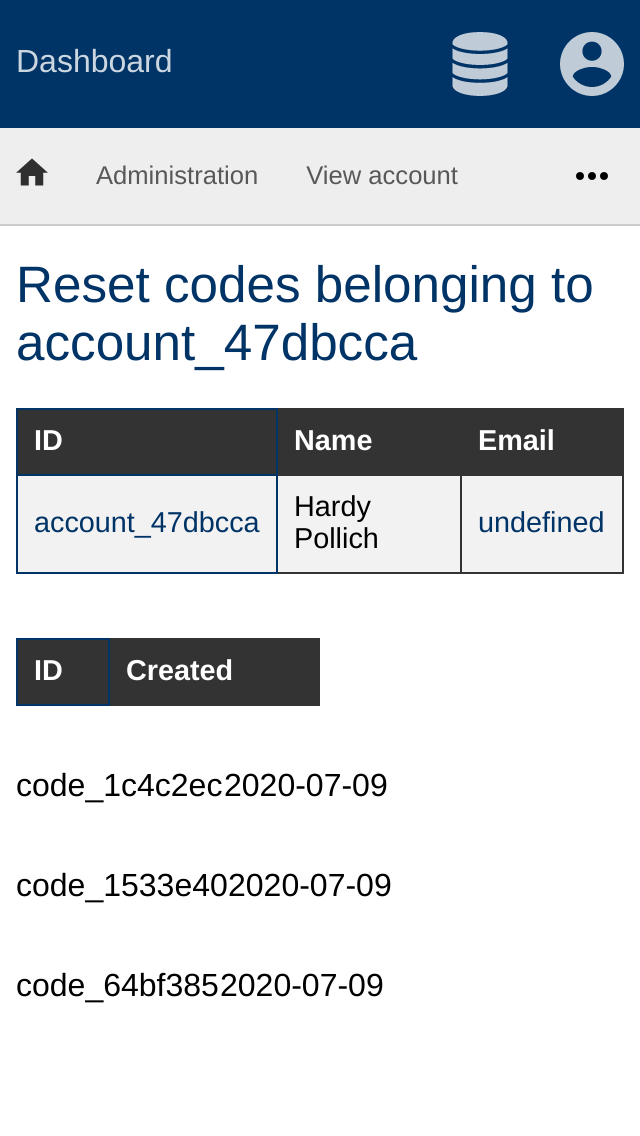 Dashboard
Administration View account
Reset codes belonging to
account_47dbcca
ID Name Email
account_47dbcca Hardy Pollich undefined
ID Created
code_1c4c2ec2020-07-09
code_1533e402020-07-09
code_64bf3852020-07-09